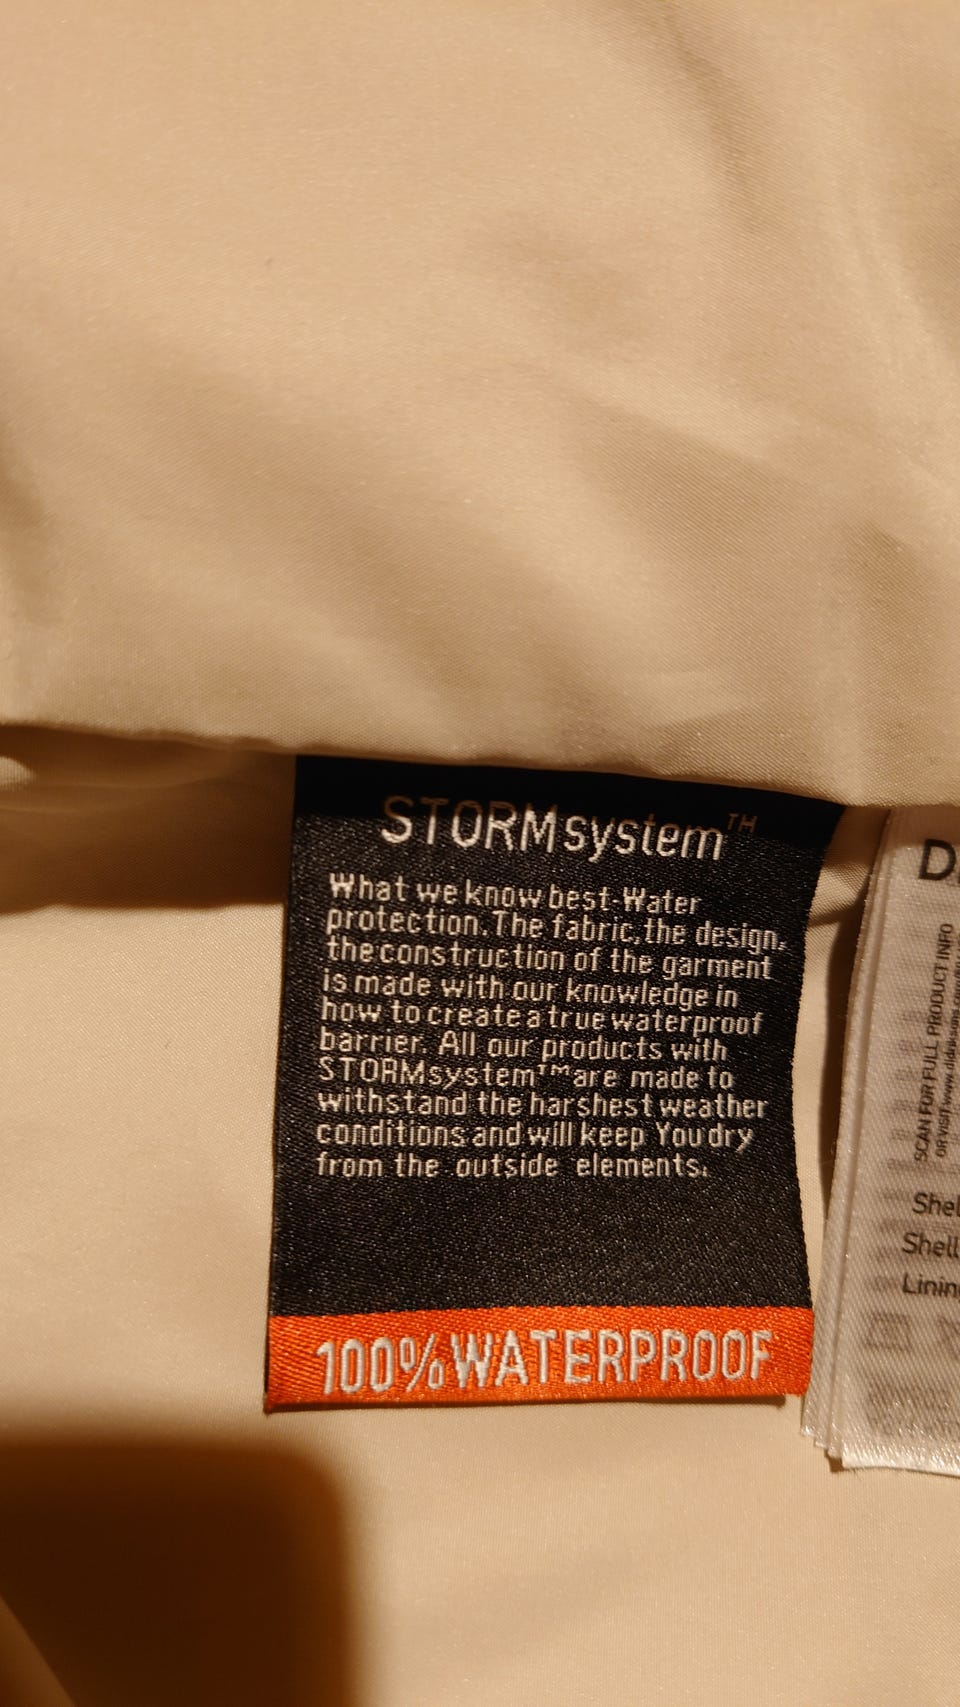 STORMsystem™
What we know best-Water
protection. The fabric, the design,
the construction of the garment
is made with our knowledge in
how to create a true waterproof
barrier. All our products with
STORMsystem™ are made to
withstand the harshest weather
conditions and will keep You dry
from the outside elements.
100% WATERPROOF
SCAN FOR FULL PRODUCT INFO
OR VISIT
Lining